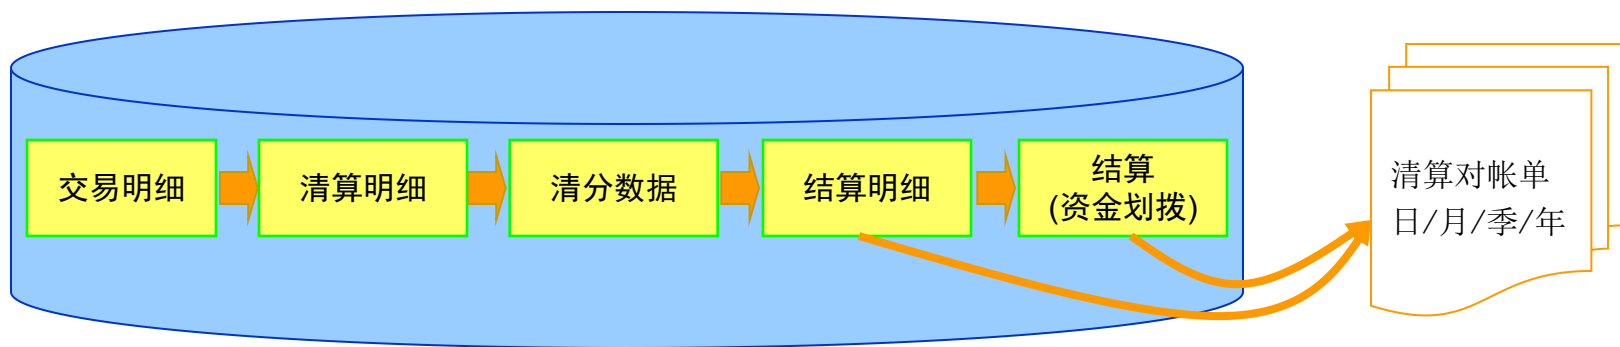 交易明细
清算明细
清分数据
结算明细
结算
(资金划拨)
清算对帐单
日/月/季/年